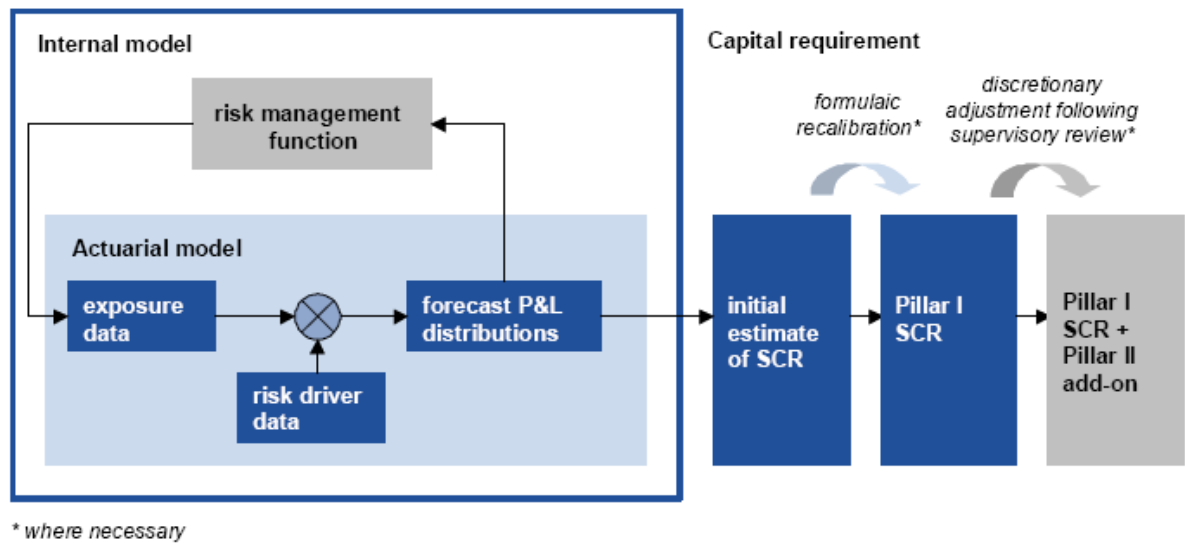 Internal model
risk management
function
Actuarial model
exposure
data
forecast P&L
distributions
risk driver
data
Capital requirement
formulaic
recalibration*
discretionary
adjustment following
supervisory review*
initial
estimate
of SCR
Pillar I
SCR
Pillar I
SCR +
Pillar II
add-on
* where necessary